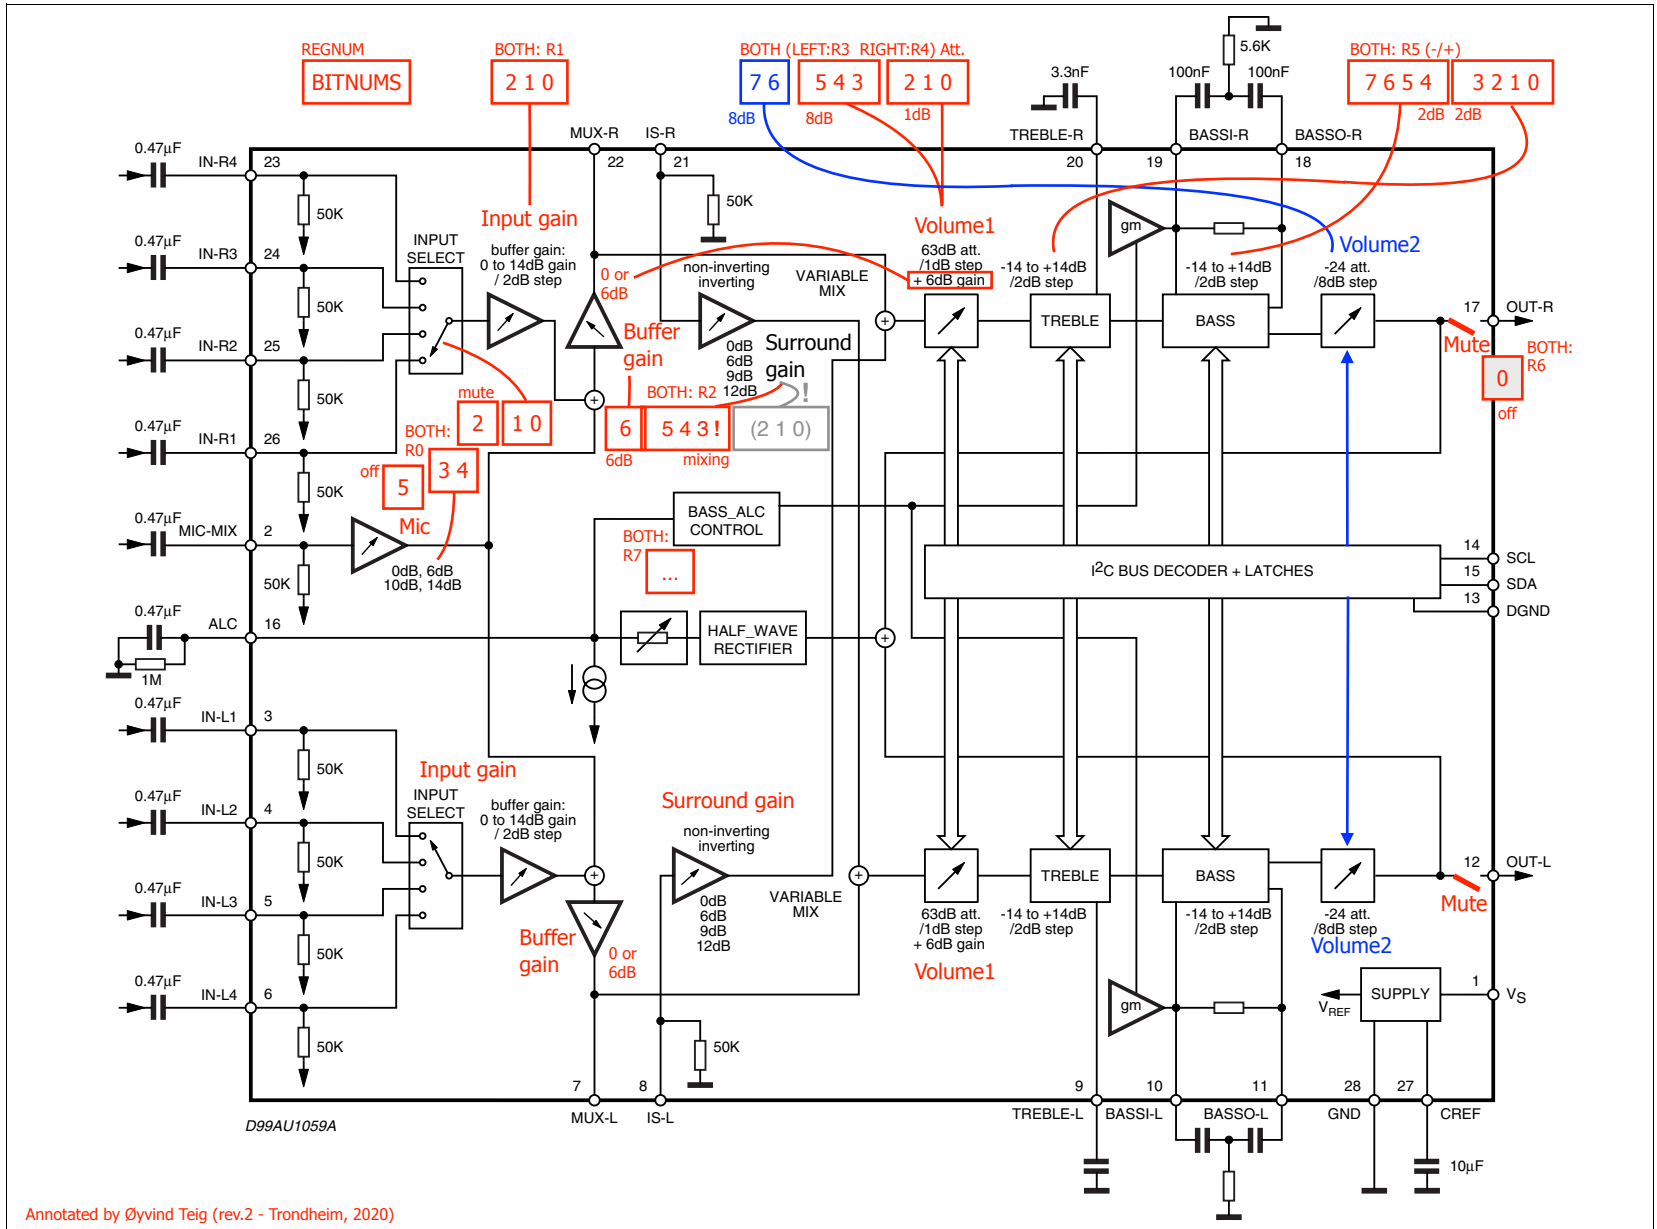 REGNUM
BITNUMS
BOTH: R1
2 1 0
BOTH (LEFT:R3 RIGHT:R4) Att.
7 6
5 4 3
2 1 0
8dB
8dB
1dB
5.6K
3.3nF
100nF
100nF
BOTH: R5 (-/+)
7 6 5 4
3 2 1 0
2dB
2dB
MUX-R
IS-R
TREBLE-R
BASSI-R
BASSO-R
22
21
20
19
18
0.47µF
IN-R4
23
50K
0.47µF
IN-R3
24
50K
0.47µF
IN-R2
25
50K
0.47µF
IN-R1
26
50K
0.47µF
MIC-MIX
2
50K
INPUT
SELECT
Input gain
buffer gain:
0 to 14dB gain
/ 2dB step
50K
0 or
6dB
Buffer
gain
non-inverting
inverting
0dB
6dB
9dB
12dB
Surround
gain
!
VARIABLE
MIX
+
Volume1
63dB att.
/1dB step
+ 6dB gain
-14 to +14dB
/2dB step
TREBLE
gm
-14 to +14dB
/2dB step
BASS
Volume2
-24 att.
/8dB step
17
OUT-R
Mute
BOTH:
R6
0
off
mute
2
1 0
BOTH:
R0
3 4
off
5
Mic
0dB, 6dB
10dB, 14dB
+
BOTH: R2
6
5 4 3 !
(2 1 0)
6dB
mixing
BASS_ALC
CONTROL
BOTH:
R7
...
I2C BUS DECODER + LATCHES
14
SCL
15
SDA
13
DGND
0.47µF
ALC
16
1M
HALF_WAVE
RECTIFIER
+
0.47µF
IN-L1
3
50K
0.47µF
IN-L2
4
50K
0.47µF
IN-L3
5
50K
0.47µF
IN-L4
6
50K
Input gain
INPUT
SELECT
buffer gain:
0 to 14dB gain
/ 2dB step
+
Buffer
gain
0 or
6dB
Surround gain
non-inverting
inverting
0dB
6dB
9dB
12dB
VARIABLE
MIX
+
63dB att.
/1dB step
+ 6dB gain
Volume1
TREBLE
-14 to +14dB
/2dB step
BASS
-14 to +14dB
/2dB step
gm
-24 att.
/8dB step
Volume2
12
OUT-L
Mute
SUPPLY
VREF
1
VS
50K
7
8
9
10
11
28
27
MUX-L
IS-L
TREBLE-L
BASSI-L
BASSO-L
GND
CREF
10µF
D99AU1059A
Annotated by Øyvind Teig (rev.2 - Trondheim, 2020)